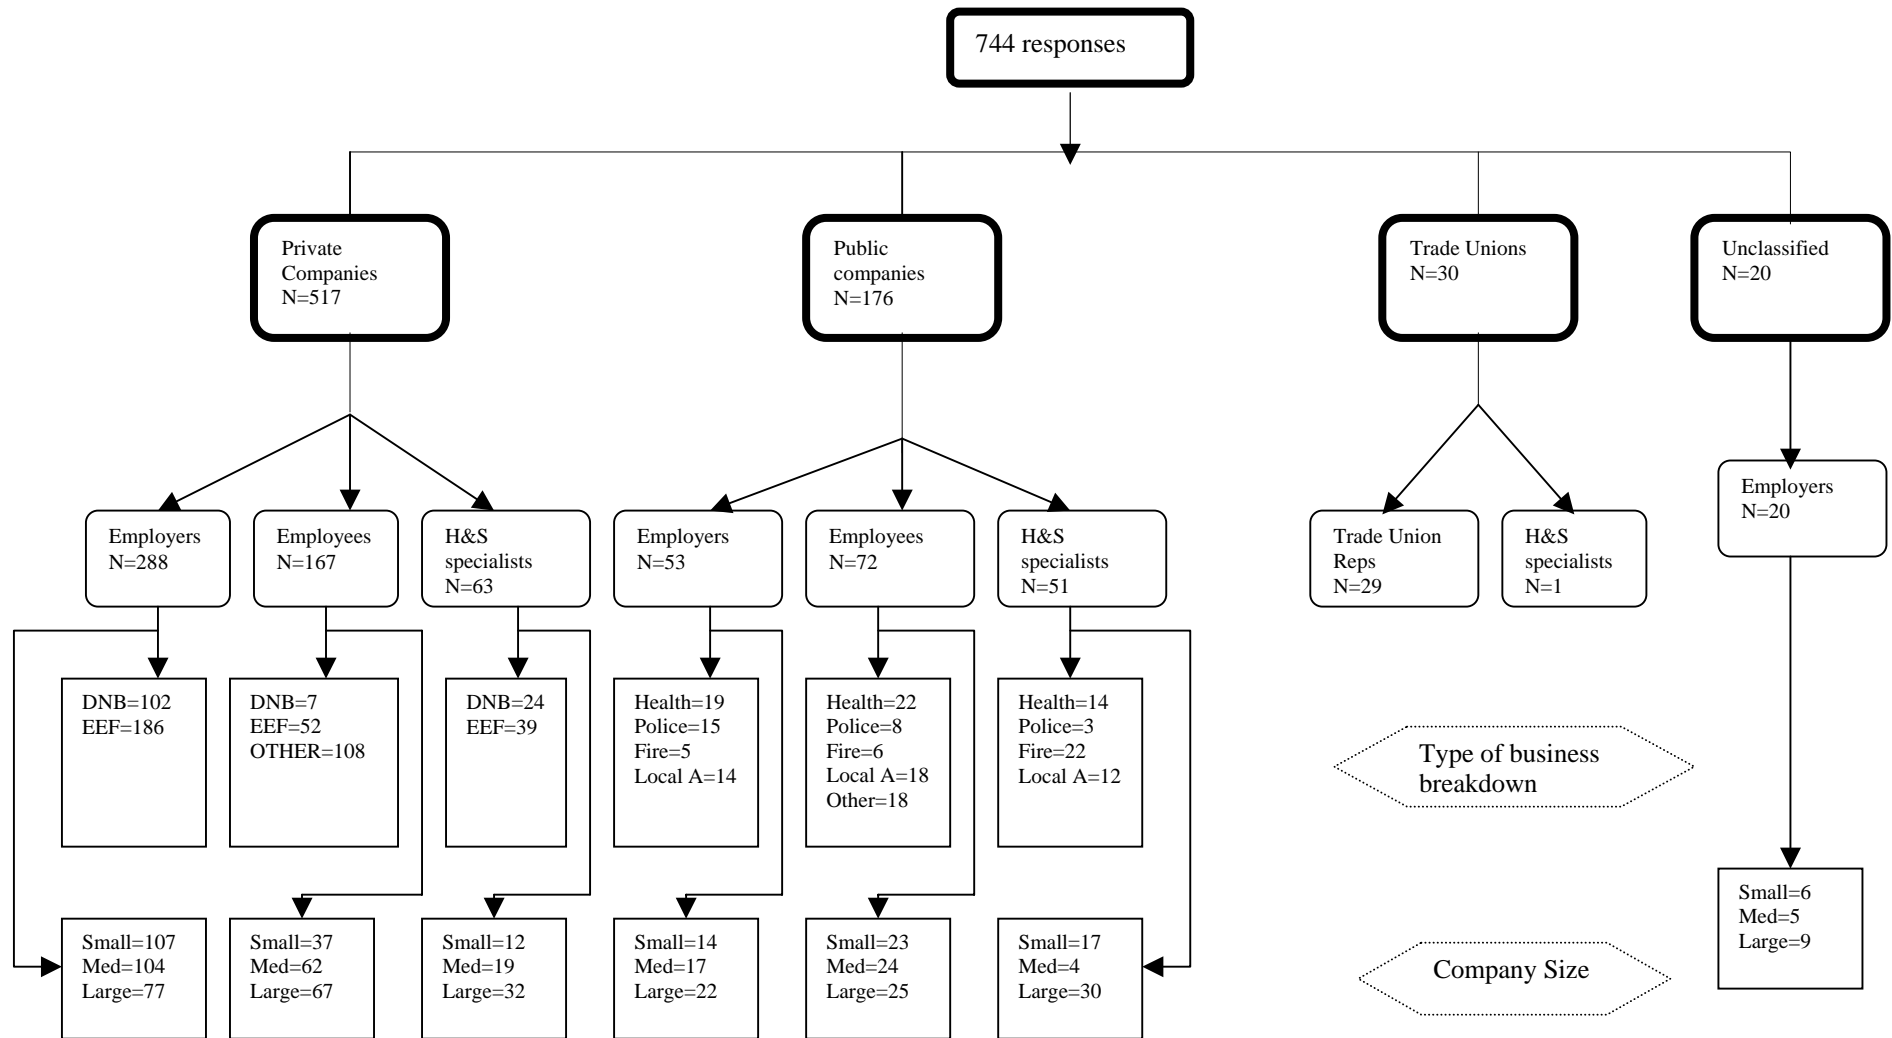 744 responses
Private
Companies
N=517
Public
companies
N=176
Trade Unions
N=30
Unclassified
N=20
Employers
N=288
Employees
N=167
H&S
specialists
N=63
Employers
N=53
Employees
N=72
H&S
specialists
N=51
Trade Union
Reps
N=29
H&S
specialists
N=1
Employers
N=20
DNB=102
EEF=186
DNB=7
EEF=52
OTHER=108
DNB=24
EEF=39
Health=19
Police=15
Fire=5
Local A=14
Health=22
Police=8
Fire=6
Local A=18
Other=18
Health=14
Police=3
Fire=22
Local A=12
Type of business
breakdown
Small=107
Med=104
Large=77
Small=37
Med=62
Large=67
Small=12
Med=19
Large=32
Small=14
Med=17
Large=22
Small=23
Med=24
Large=25
Small=17
Med=4
Large=30
Company Size
Small=6
Med=5
Large=9